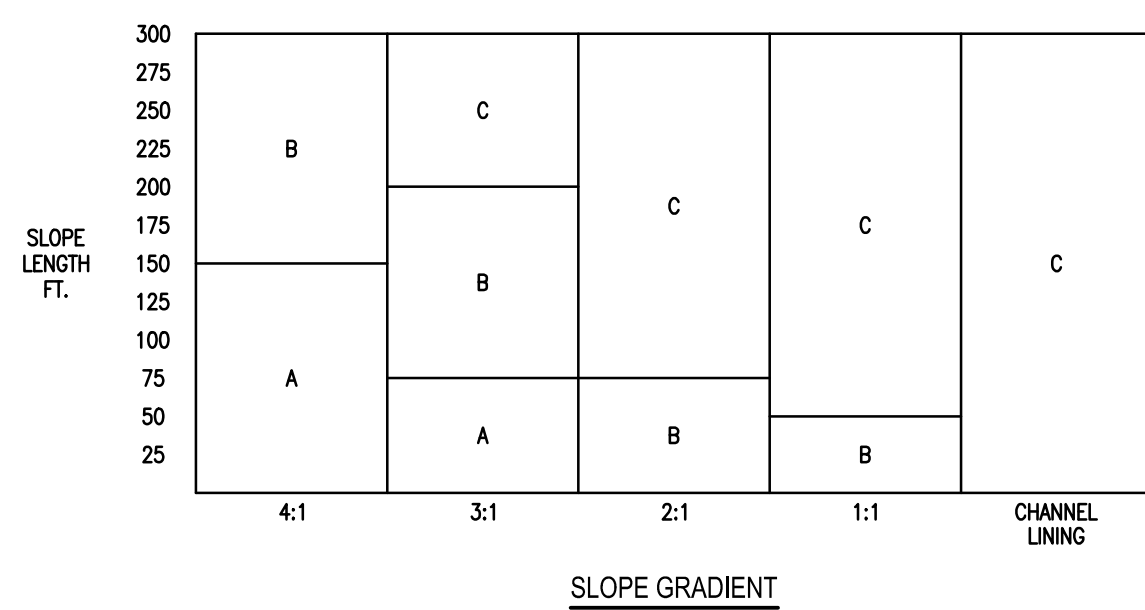 300
275
250
C
225
B
200
C
175
C
SLOPE
LENGTH
FT.
150
C
B
125
100
75
A
50
A
B
25
B
4:1
3:1
2:1
1:1
CHANNEL
LINING
SLOPE GRADIENT